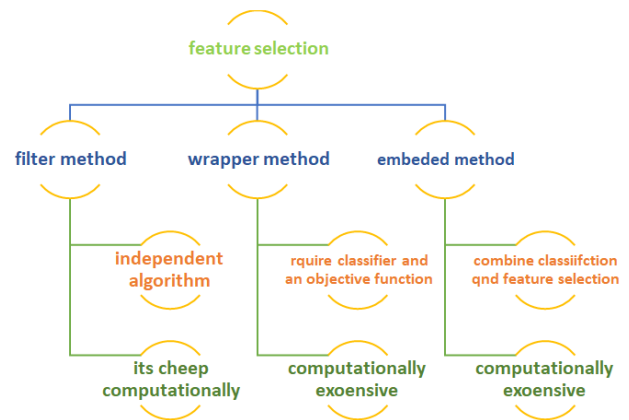 feature selection
filter method
wrapper method
embeded method
independent
algorithm
rquire classifier and
an objective function
combine classiifction
qnd feature selection
its cheep
computationally
computationally
exoensive
computationally
exoensive